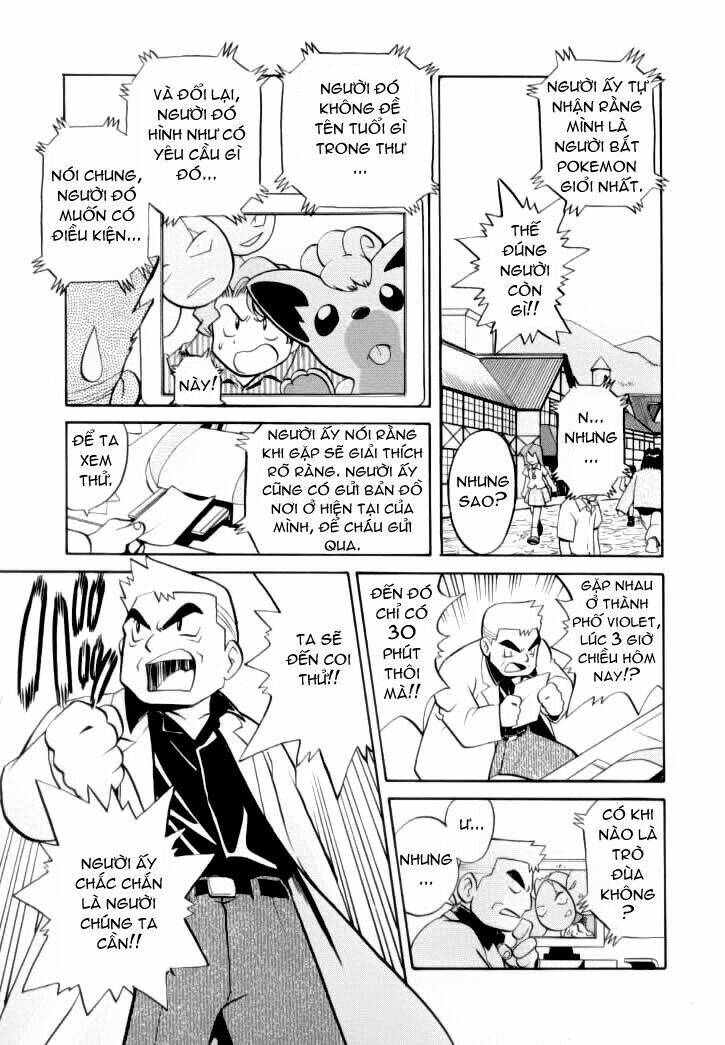 NGƯỜI ẤY TỰ
NHẬN RẰNG
MÌNH LÀ
NGƯỜI BẮT
POKEMON
GIỎI NHẤT.
THẾ
ĐÚNG
NGƯỜI
CÒN
GÌ!!
N...
NHƯNG
...
NHƯNG
SAO?
NGƯỜI ĐÓ
KHÔNG ĐỀ
TÊN TUỔI GÌ
TRONG THƯ
...
VÀ ĐỔI LẠI,
NGƯỜI ĐÓ
HÌNH NHƯ CÓ
YÊU CẦU GÌ
ĐÓ...
NÓI CHUNG,
NGƯỜI ĐÓ
MUỐN CÓ
ĐIỀU KIỆN...
NÀY!
NGƯỜI ẤY NÓI RẰNG
KHI GẶP SẼ GIẢI THÍCH
RÕ RÀNG. NGƯỜI ẤY
CŨNG CÓ GỬI BẢN ĐỒ
NƠI Ở HIỆN TẠI CỦA
MÌNH, ĐỂ CHÁU GỬI
QUA.
ĐỂ TA
XEM
THỬ.
GẶP NHAU
Ở THÀNH
PHỐ VIOLET,
LÚC 3 GIỜ
CHIỀU HÔM
NAY!?
ĐẾN ĐÓ
CHỈ CÓ
30
PHÚT
THÔI
MÀ!!
CÓ KHI
NÀO LÀ
TRÒ
ĐÙA
KHÔNG?
Ư...
NHƯNG
...
TA SẼ
ĐẾN COI
THỬ!!
NGƯỜI ẤY
CHẮC CHẮN
LÀ NGƯỜI
CHÚNG TA
CẦN!!